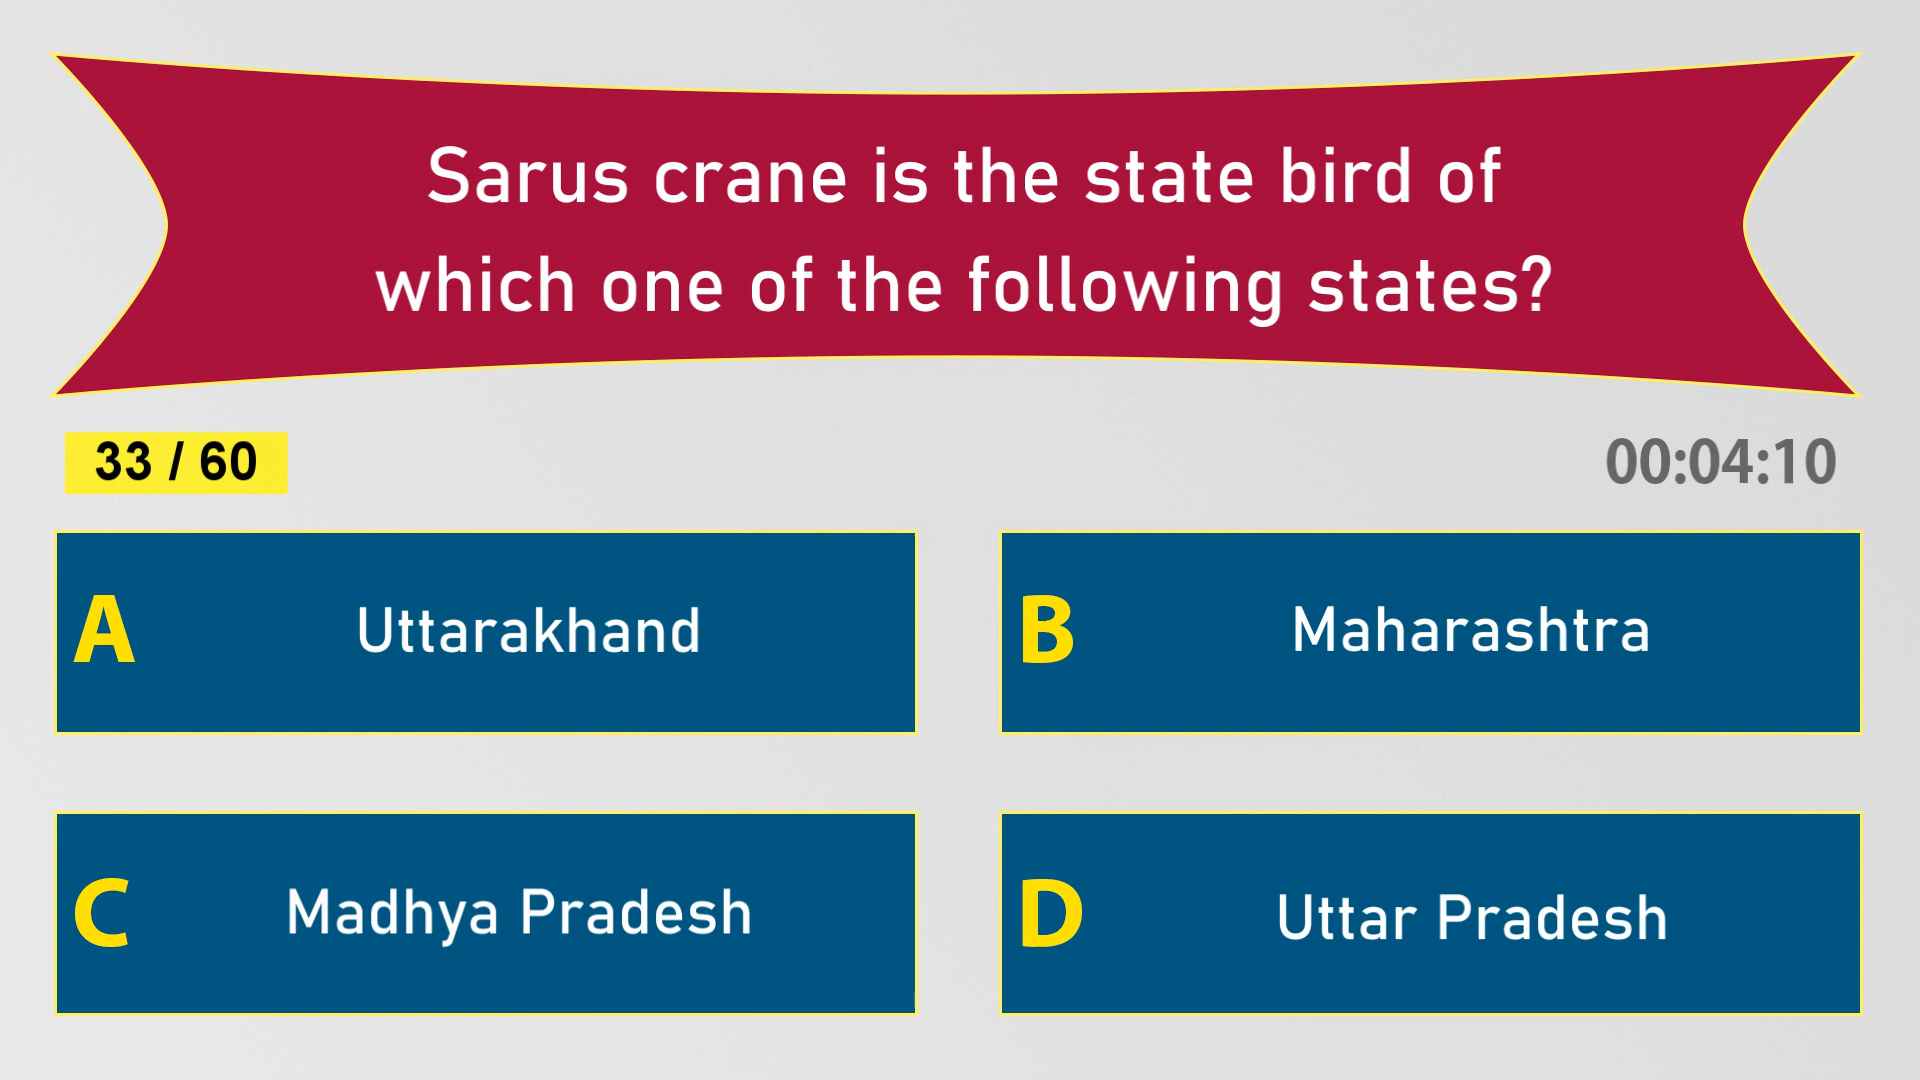 Sarus crane is the state bird of
which one of the following states?
33 / 60
00:04:10
A Uttarakhand
B Maharashtra
C Madhya Pradesh
D Uttar Pradesh